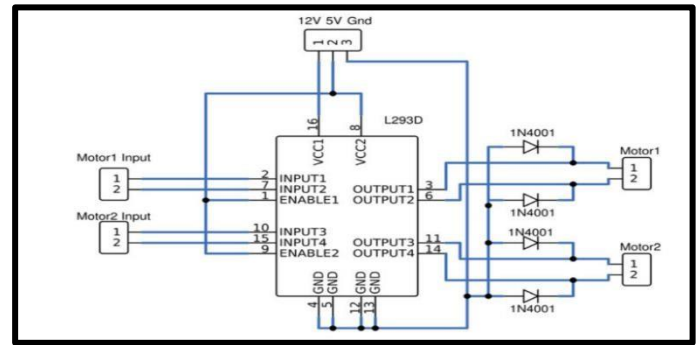 12V 5V Gnd
1 2 3
L293D
16 8
VCC1 VCC2
1N4001
Motor1 Input
Motor1
1
2
2 INPUT1
7 INPUT2
1 ENABLE1
OUTPUT1 3
OUTPUT2 6
1
2
1N4001
Motor2 Input
1N4001
Motor2
1
2
10 INPUT3
15 INPUT4
9 ENABLE2
OUTPUT3 11
OUTPUT4 14
1
2
GND GND GND GND
4 5 12 13
1N4001